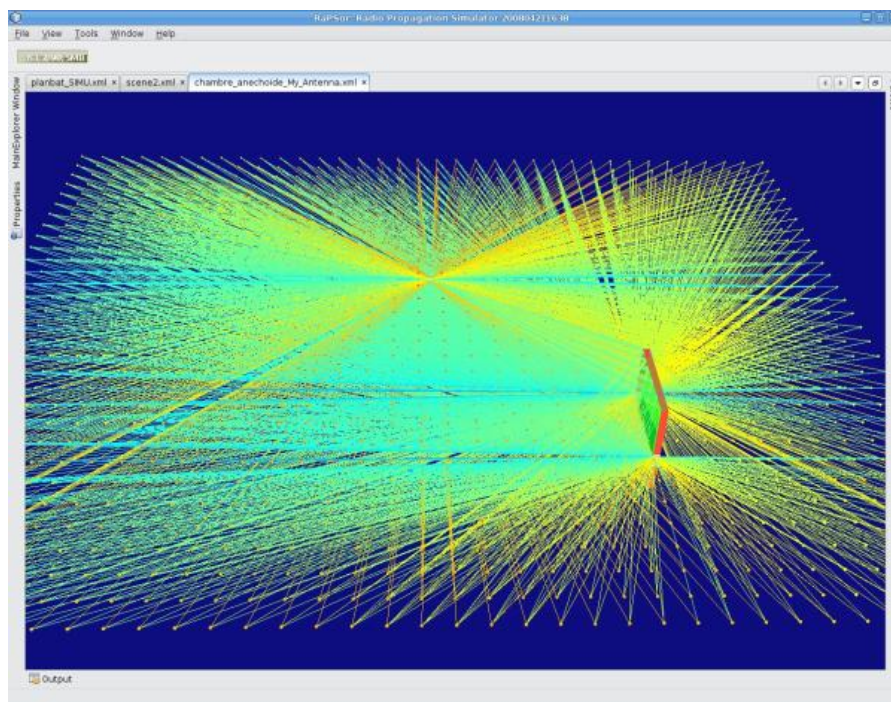 RaPSor: Radio Propagation Simulator 200804211638
File View Tools Window Help
planbat_SIMU.xml scene2.xml chambre_anechoide_My_Antenna.xml
MainExplorer Window
Properties
Output